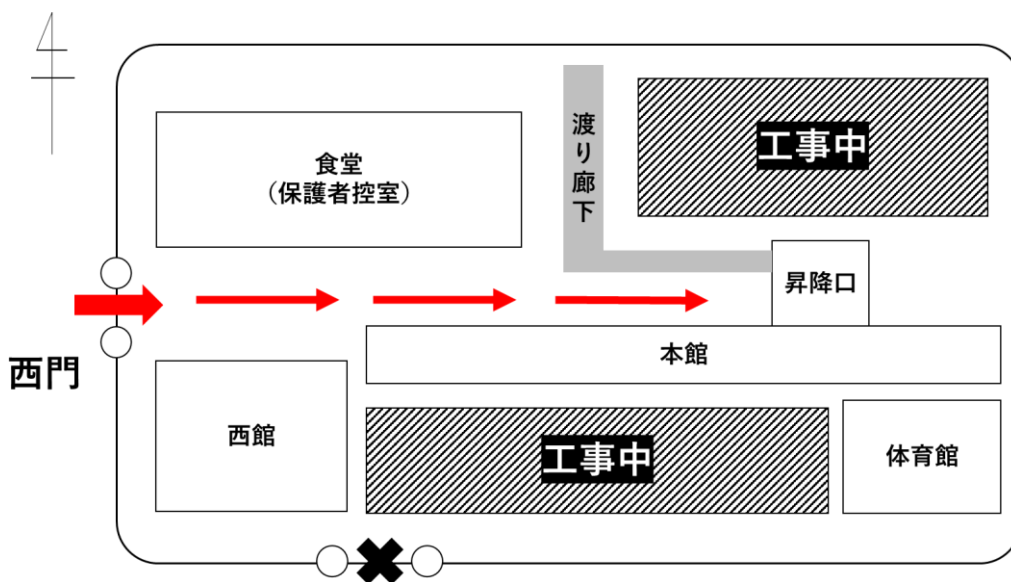 工事中
渡り廊下
食堂
（保護者控室）
昇降口
西門
本館
西館
工事中
体育館